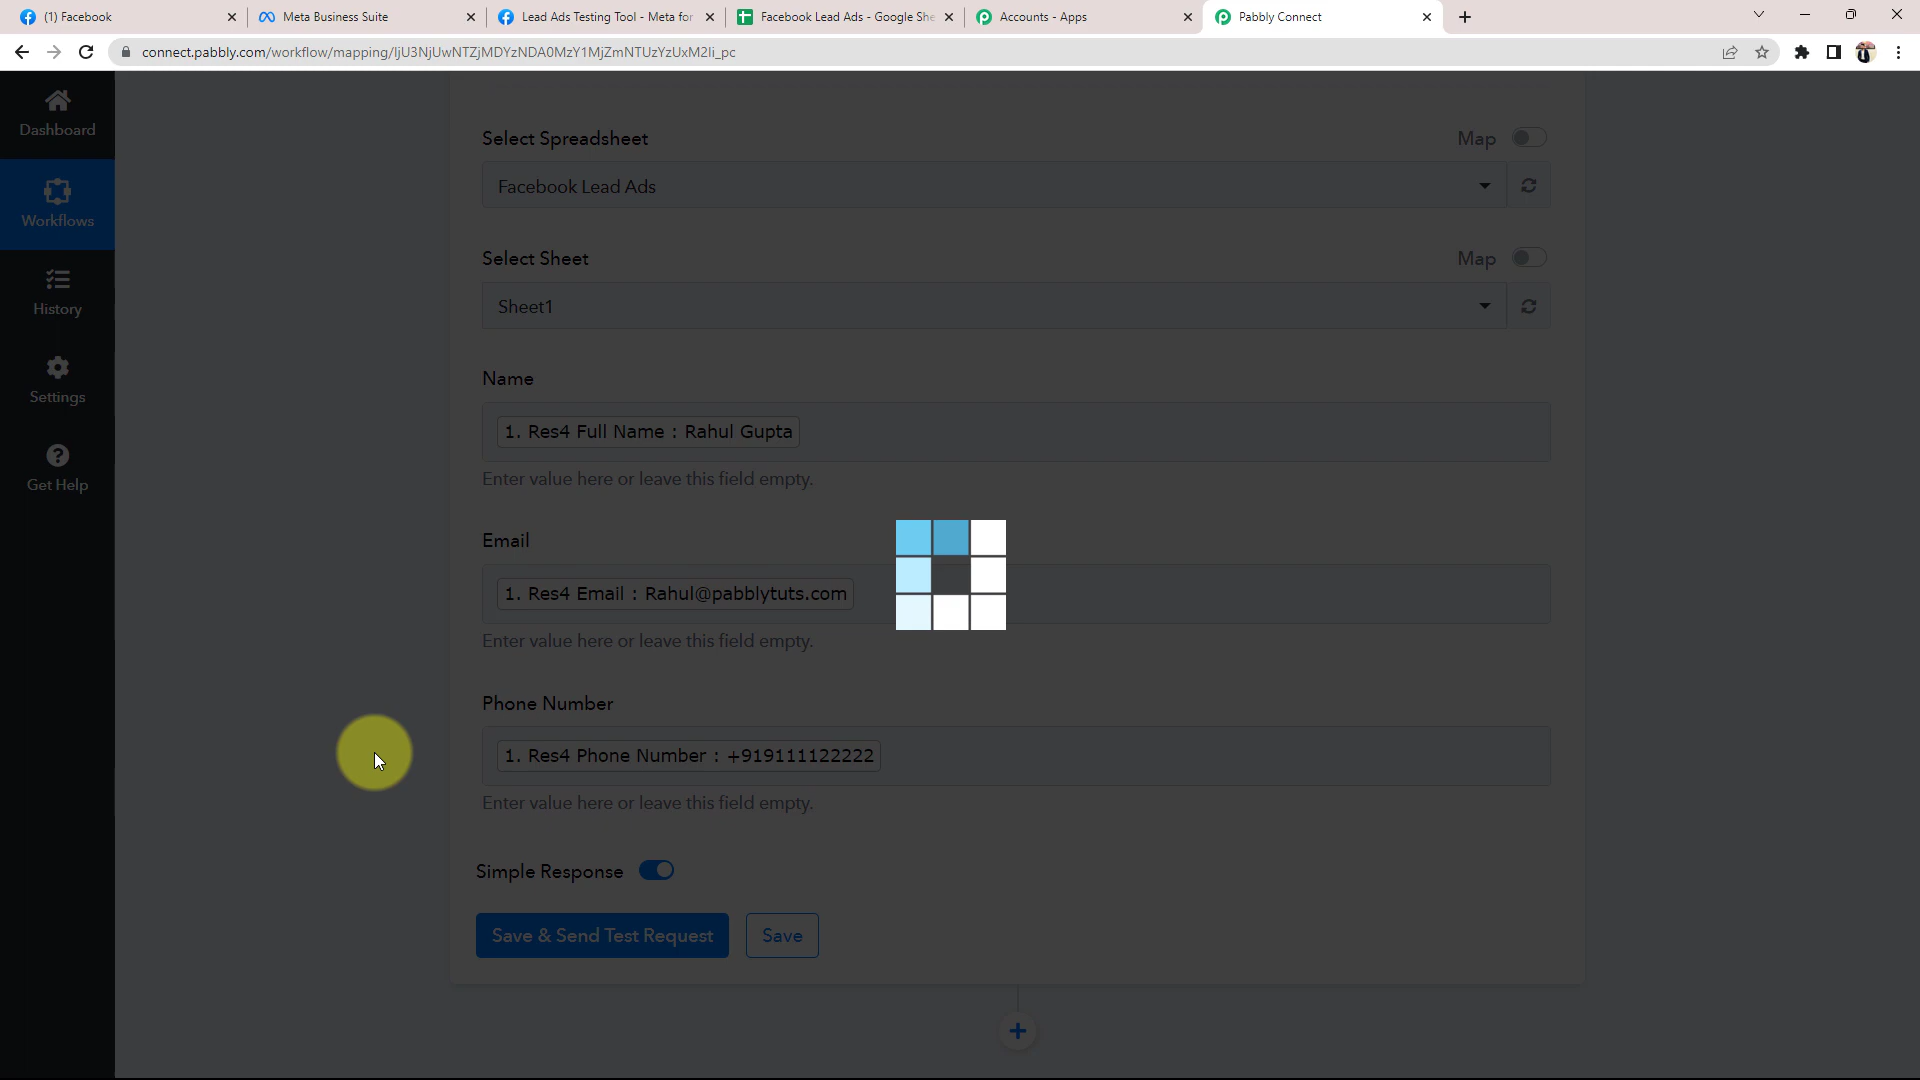 (1) Facebook
Meta Business Suite
Lead Ads Testing Tool - Meta for
Facebook Lead Ads - Google She
Accounts - Apps
Pabbly Connect
connect.pabbly.com/workflow/mapping/IjU3NjUwNTZjMDYzNDA0MzY1MjZmNTUzYzUxM2Ii_pc
Dashboard
Workflows
History
Settings
Get Help
Select Spreadsheet
Map
Facebook Lead Ads
Select Sheet
Map
Sheet1
Name
1. Res4 Full Name : Rahul Gupta
Enter value here or leave this field empty.
Email
1. Res4 Email : Rahul@pabblytuts.com
Enter value here or leave this field empty.
Phone Number
1. Res4 Phone Number : +919111122222
Enter value here or leave this field empty.
Simple Response
Save & Send Test Request
Save